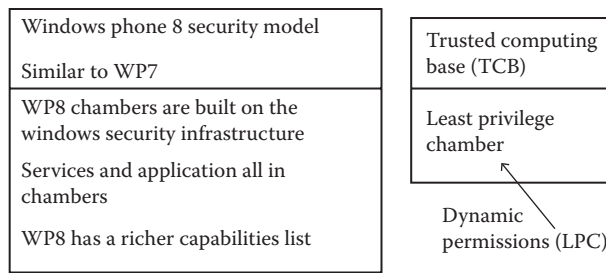 Windows phone 8 security model
Similar to WP7
WP8 chambers are built on the
windows security infrastructure
Services and application all in
chambers
WP8 has a richer capabilities list
Trusted computing
base (TCB)
Least privilege
chamber
Dynamic
permissions (LPC)